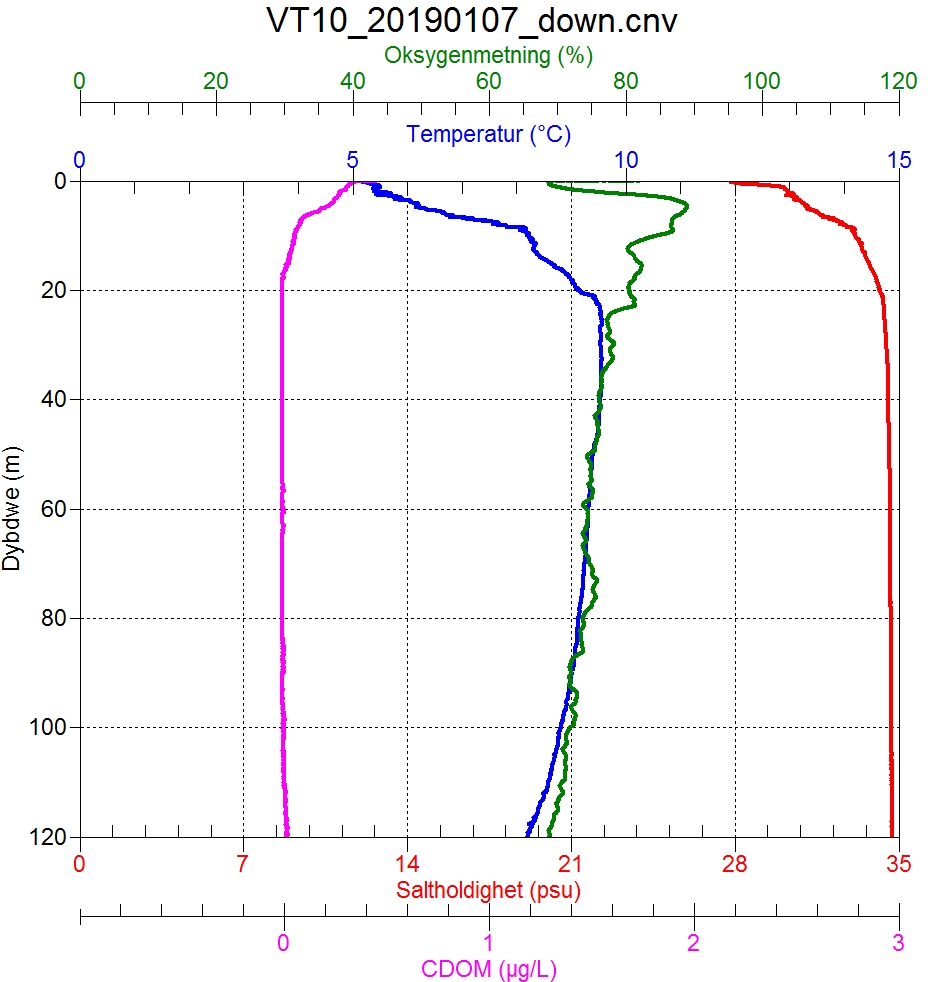 VT10_20190107_down.cnv
Oksygenmetning (%)
0 20 40 60 80 100 120
Temperatur (°C)
0 5 10 15
0
20
40
60
80
100
120
Dybdwe (m)
0 7 14 21 28 35
Saltholdighet (psu)
0 1 2 3
CDOM (µg/L)